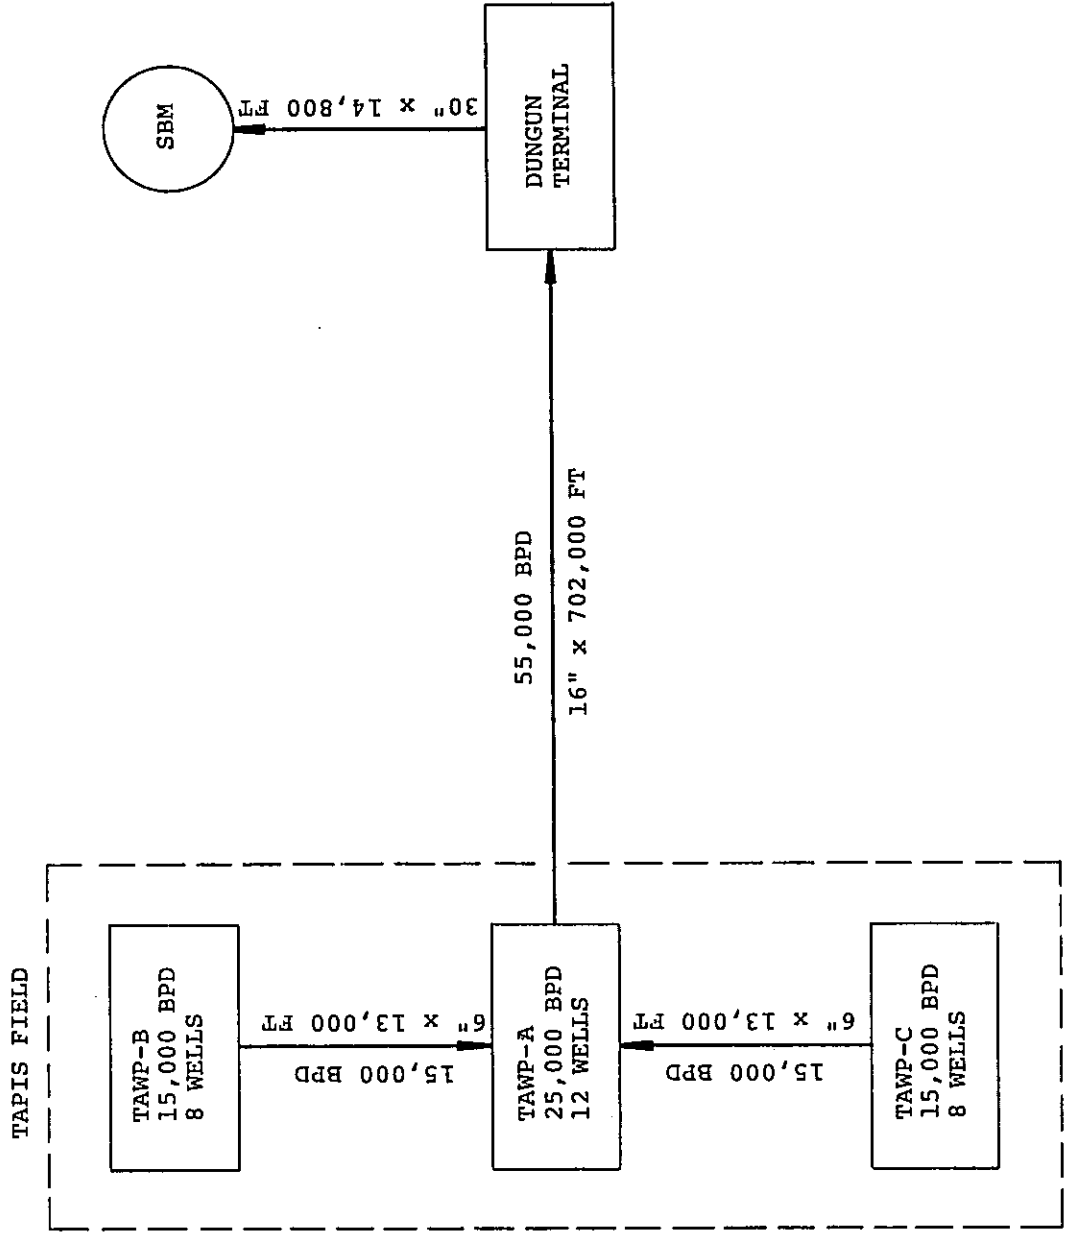 TAPIS FIELD
TAWP-B
15,000 BPD
8 WELLS
15,000 BPD
6" x 13,000 FT
TAWP-A
25,000 BPD
12 WELLS
15,000 BPD
6" x 13,000 FT
TAWP-C
15,000 BPD
8 WELLS
55,000 BPD
16" x 702,000 FT
DUNGUN
TERMINAL
30" x 14,800 FT
SBM